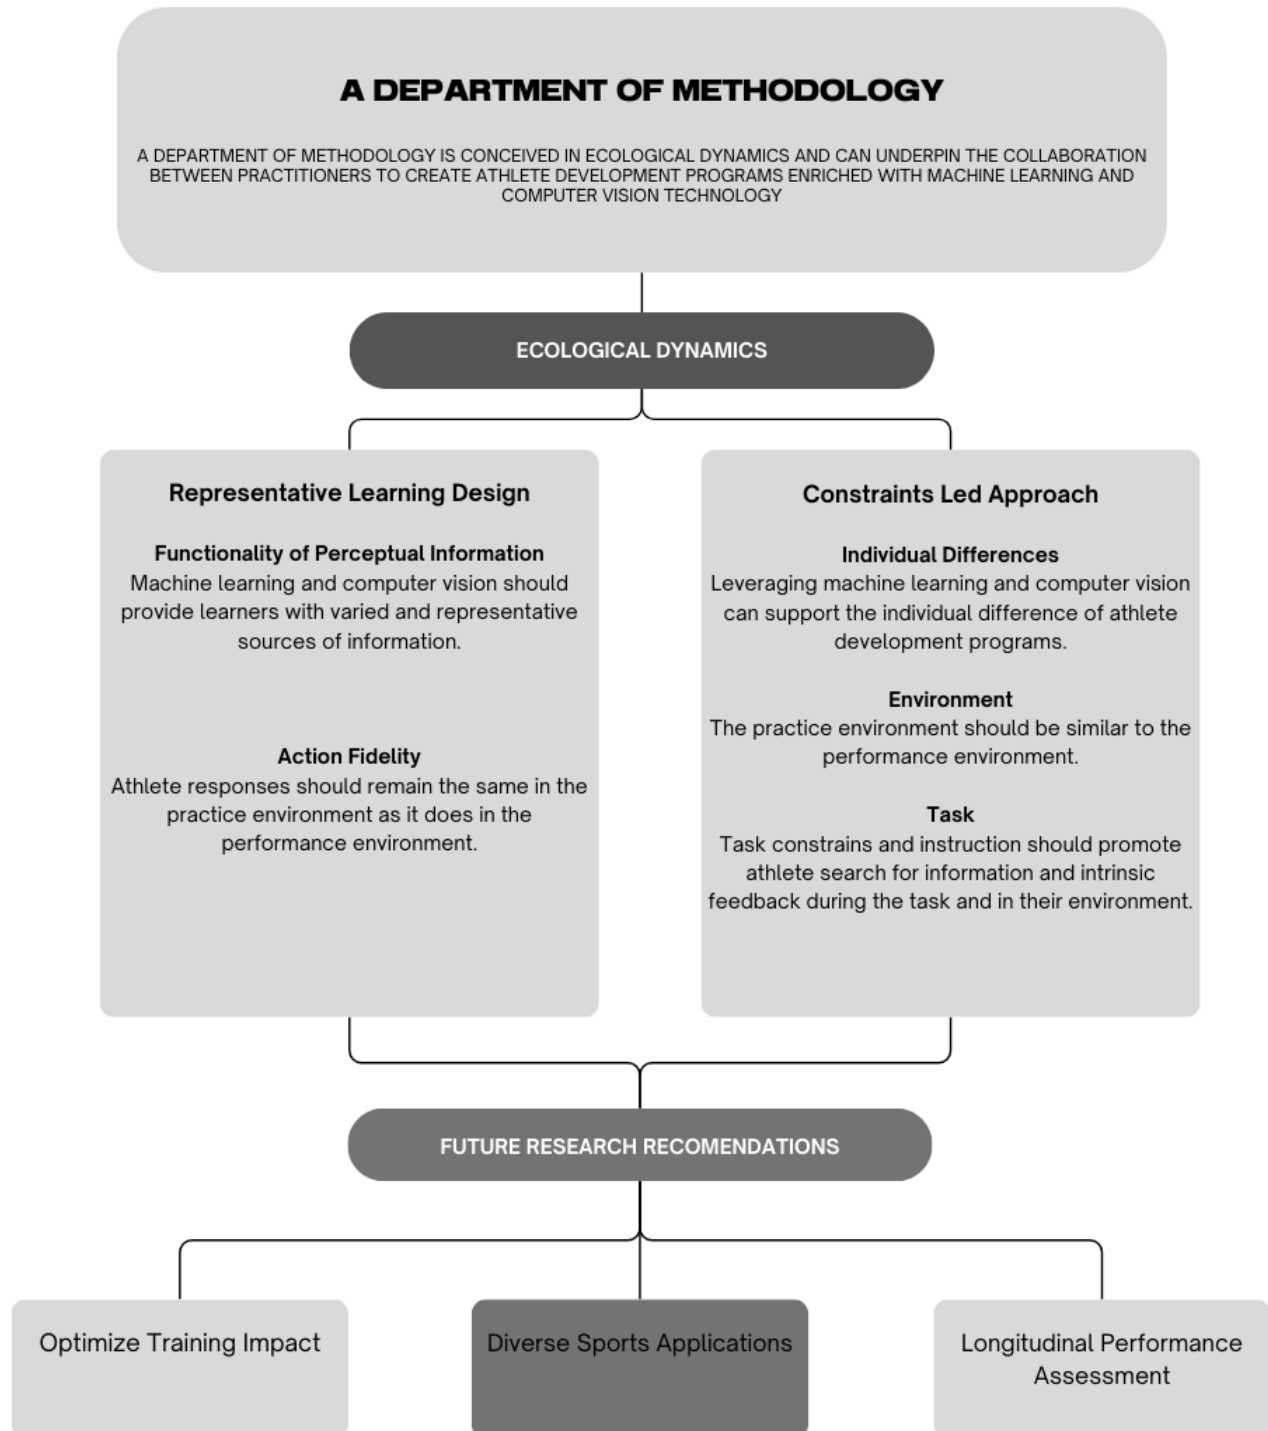 A DEPARTMENT OF METHODOLOGY
A DEPARTMENT OF METHODOLOGY IS CONCEIVED IN ECOLOGICAL DYNAMICS AND CAN UNDERPIN THE COLLABORATION
BETWEEN PRACTITIONERS TO CREATE ATHLETE DEVELOPMENT PROGRAMS ENRICHED WITH MACHINE LEARNING AND
COMPUTER VISION TECHNOLOGY
ECOLOGICAL DYNAMICS
Representative Learning Design
Functionality of Perceptual Information
Machine learning and computer vision should
provide learners with varied and representative
sources of information.
Action Fidelity
Athlete responses should remain the same in the
practice environment as it does in the
performance environment.
Constraints Led Approach
Individual Differences
Leveraging machine learning and computer vision
can support the individual difference of athlete
development programs.
Environment
The practice environment should be similar to the
performance environment.
Task
Task constrains and instruction should promote
athlete search for information and intrinsic
feedback during the task and in their environment.
FUTURE RESEARCH RECOMENDATIONS
Optimize Training Impact
Diverse Sports Applications
Longitudinal Performance
Assessment